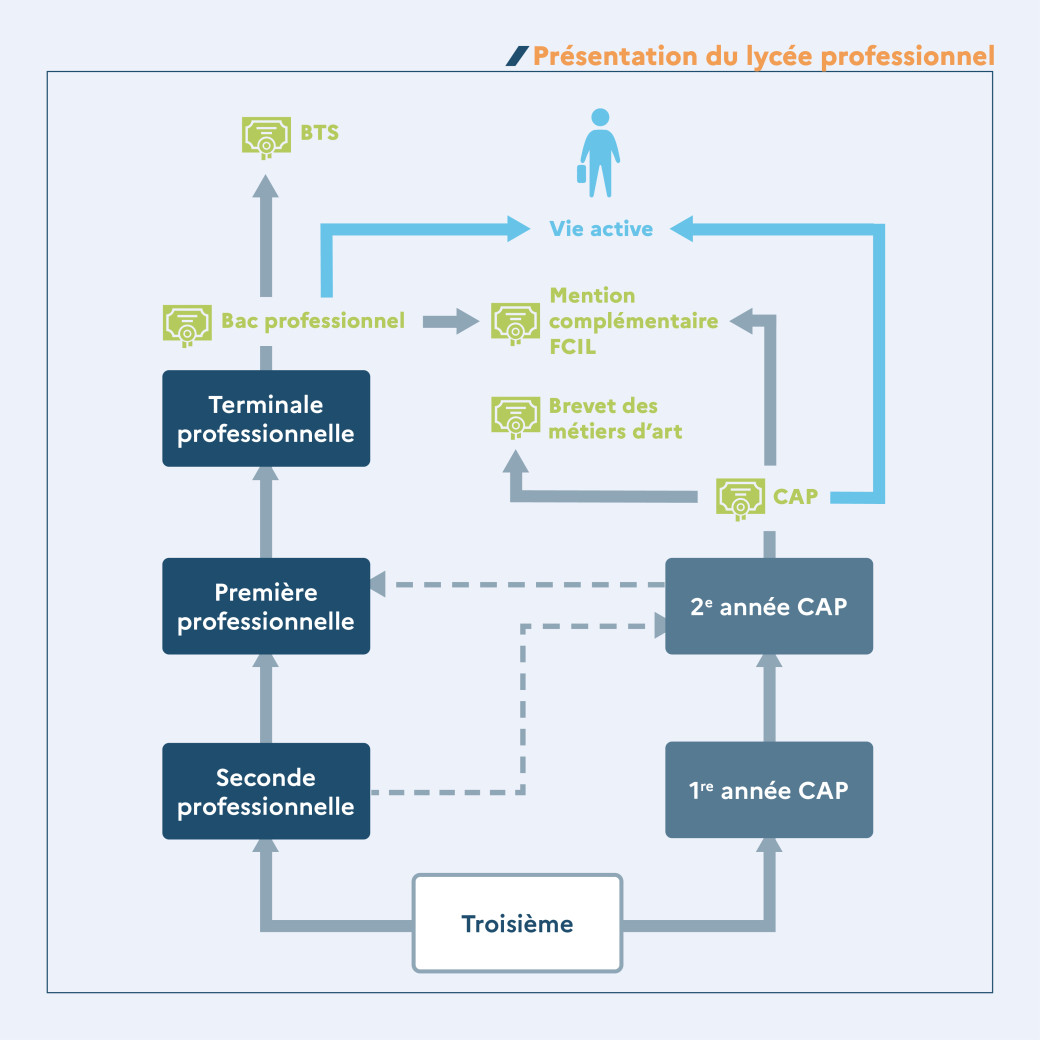 Présentation du lycée professionnel
BTS
Vie active
Bac professionnel
Mention
complémentaire
FCIL
Terminale
professionnelle
Brevet des
métiers d'art
CAP
Première
professionnelle
2e année CAP
Seconde
professionnelle
1re année CAP
Troisième